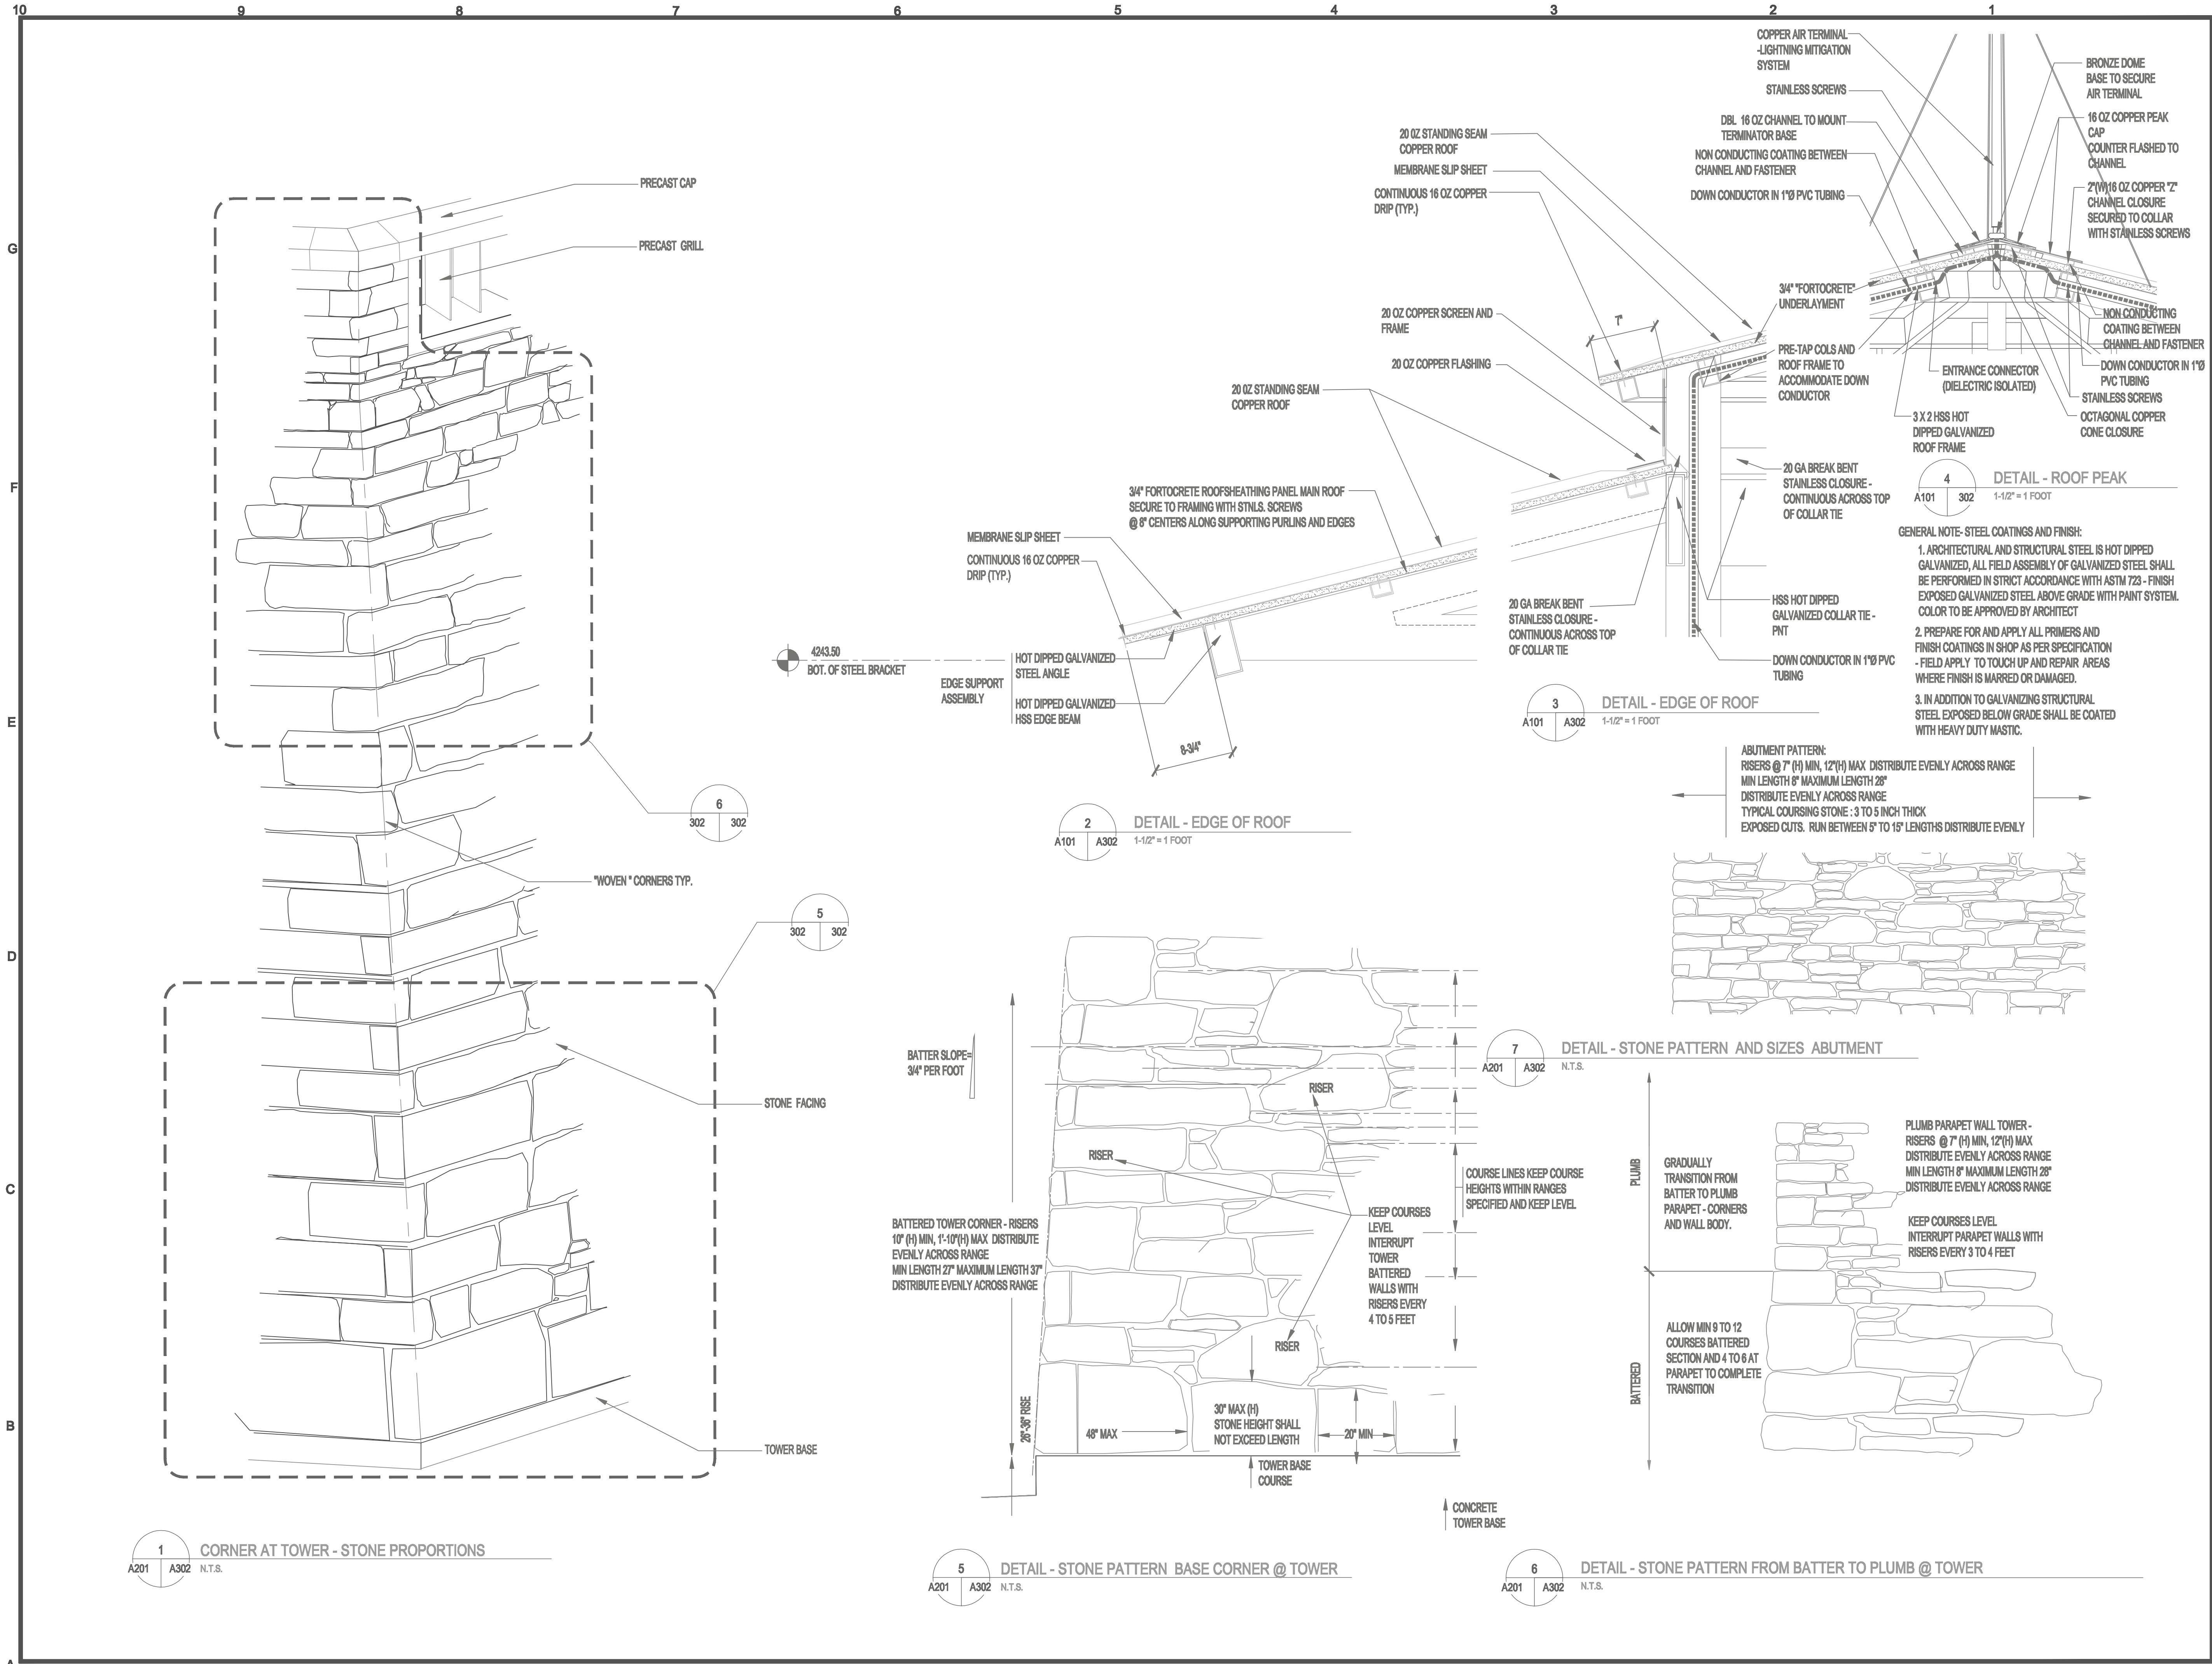 10 9 8 7 6 5 4 3 2 1
G
F
E
D
C
B
A
PRECAST CAP
PRECAST GRILL
6
302 302
"WOVEN " CORNERS TYP.
5
302 302
STONE FACING
TOWER BASE
1
A201 A302
CORNER AT TOWER - STONE PROPORTIONS
N.T.S.
20 OZ STANDING SEAM
COPPER ROOF
MEMBRANE SLIP SHEET
CONTINUOUS 16 OZ COPPER
DRIP (TYP.)
20 OZ COPPER SCREEN AND
FRAME
20 OZ COPPER FLASHING
7"
20 OZ STANDING SEAM
COPPER ROOF
3/4" FORTOCRETE ROOFSHEATHING PANEL MAIN ROOF
SECURE TO FRAMING WITH STNLS. SCREWS
@ 8" CENTERS ALONG SUPPORTING PURLINS AND EDGES
MEMBRANE SLIP SHEET
CONTINUOUS 16 OZ COPPER
DRIP (TYP.)
4243.50
BOT. OF STEEL BRACKET
EDGE SUPPORT
ASSEMBLY
HOT DIPPED GALVANIZED
STEEL ANGLE
HOT DIPPED GALVANIZED
HSS EDGE BEAM
8-3/4"
2
A101 A302
DETAIL - EDGE OF ROOF
1-1/2" = 1 FOOT
3/4" "FORTOCRETE"
UNDERLAYMENT
PRE-TAP COLS AND
ROOF FRAME TO
ACCOMMODATE DOWN
CONDUCTOR
20 GA BREAK BENT
STAINLESS CLOSURE -
CONTINUOUS ACROSS TOP
OF COLLAR TIE
20 GA BREAK BENT
STAINLESS CLOSURE -
CONTINUOUS ACROSS TOP
OF COLLAR TIE
HSS HOT DIPPED
GALVANIZED COLLAR TIE -
PNT
DOWN CONDUCTOR IN 1"Ø PVC
TUBING
3
A101 A302
DETAIL - EDGE OF ROOF
1-1/2" = 1 FOOT
COPPER AIR TERMINAL
-LIGHTNING MITIGATION
SYSTEM
STAINLESS SCREWS
DBL 16 OZ CHANNEL TO MOUNT
TERMINATOR BASE
NON CONDUCTING COATING BETWEEN
CHANNEL AND FASTENER
DOWN CONDUCTOR IN 1"Ø PVC TUBING
BRONZE DOME
BASE TO SECURE
AIR TERMINAL
16 OZ COPPER PEAK
CAP
COUNTER FLASHED TO
CHANNEL
2"(W)16 OZ COPPER "Z"
CHANNEL CLOSURE
SECURED TO COLLAR
WITH STAINLESS SCREWS
NON CONDUCTING
COATING BETWEEN
CHANNEL AND FASTENER
DOWN CONDUCTOR IN 1"Ø
PVC TUBING
STAINLESS SCREWS
OCTAGONAL COPPER
CONE CLOSURE
ENTRANCE CONNECTOR
(DIELECTRIC ISOLATED)
3 X 2 HSS HOT
DIPPED GALVANIZED
ROOF FRAME
4
A101 302
DETAIL - ROOF PEAK
1-1/2" = 1 FOOT
GENERAL NOTE- STEEL COATINGS AND FINISH:
1. ARCHITECTURAL AND STRUCTURAL STEEL IS HOT DIPPED
GALVANIZED, ALL FIELD ASSEMBLY OF GALVANIZED STEEL SHALL
BE PERFORMED IN STRICT ACCORDANCE WITH ASTM 723 - FINISH
EXPOSED GALVANIZED STEEL ABOVE GRADE WITH PAINT SYSTEM.
COLOR TO BE APPROVED BY ARCHITECT
2. PREPARE FOR AND APPLY ALL PRIMERS AND
FINISH COATINGS IN SHOP AS PER SPECIFICATION
- FIELD APPLY TO TOUCH UP AND REPAIR AREAS
WHERE FINISH IS MARRED OR DAMAGED.
3. IN ADDITION TO GALVANIZING STRUCTURAL
STEEL EXPOSED BELOW GRADE SHALL BE COATED
WITH HEAVY DUTY MASTIC.
ABUTMENT PATTERN:
RISERS @ 7" (H) MIN, 12"(H) MAX DISTRIBUTE EVENLY ACROSS RANGE
MIN LENGTH 8" MAXIMUM LENGTH 28"
DISTRIBUTE EVENLY ACROSS RANGE
TYPICAL COURSING STONE : 3 TO 5 INCH THICK
EXPOSED CUTS. RUN BETWEEN 5" TO 15" LENGTHS DISTRIBUTE EVENLY
7
A201 A302
DETAIL - STONE PATTERN AND SIZES ABUTMENT
N.T.S.
BATTER SLOPE=
3/4" PER FOOT
BATTERED TOWER CORNER - RISERS
10" (H) MIN, 1'-10"(H) MAX DISTRIBUTE
EVENLY ACROSS RANGE
MIN LENGTH 27" MAXIMUM LENGTH 37"
DISTRIBUTE EVENLY ACROSS RANGE
RISER
RISER
RISER
COURSE LINES KEEP COURSE
HEIGHTS WITHIN RANGES
SPECIFIED AND KEEP LEVEL
KEEP COURSES
LEVEL
INTERRUPT
TOWER
BATTERED
WALLS WITH
RISERS EVERY
4 TO 5 FEET
26"-36" RISE
48" MAX
30" MAX (H)
STONE HEIGHT SHALL
NOT EXCEED LENGTH
20" MIN
TOWER BASE
COURSE
CONCRETE
TOWER BASE
5
A201 A302
DETAIL - STONE PATTERN BASE CORNER @ TOWER
N.T.S.
PLUMB
GRADUALLY
TRANSITION FROM
BATTER TO PLUMB
PARAPET - CORNERS
AND WALL BODY.
PLUMB PARAPET WALL TOWER -
RISERS @ 7" (H) MIN, 12"(H) MAX
DISTRIBUTE EVENLY ACROSS RANGE
MIN LENGTH 8" MAXIMUM LENGTH 28"
DISTRIBUTE EVENLY ACROSS RANGE
KEEP COURSES LEVEL
INTERRUPT PARAPET WALLS WITH
RISERS EVERY 3 TO 4 FEET
BATTERED
ALLOW MIN 9 TO 12
COURSES BATTERED
SECTION AND 4 TO 6 AT
PARAPET TO COMPLETE
TRANSITION
6
A201 A302
DETAIL - STONE PATTERN FROM BATTER TO PLUMB @ TOWER
N.T.S.